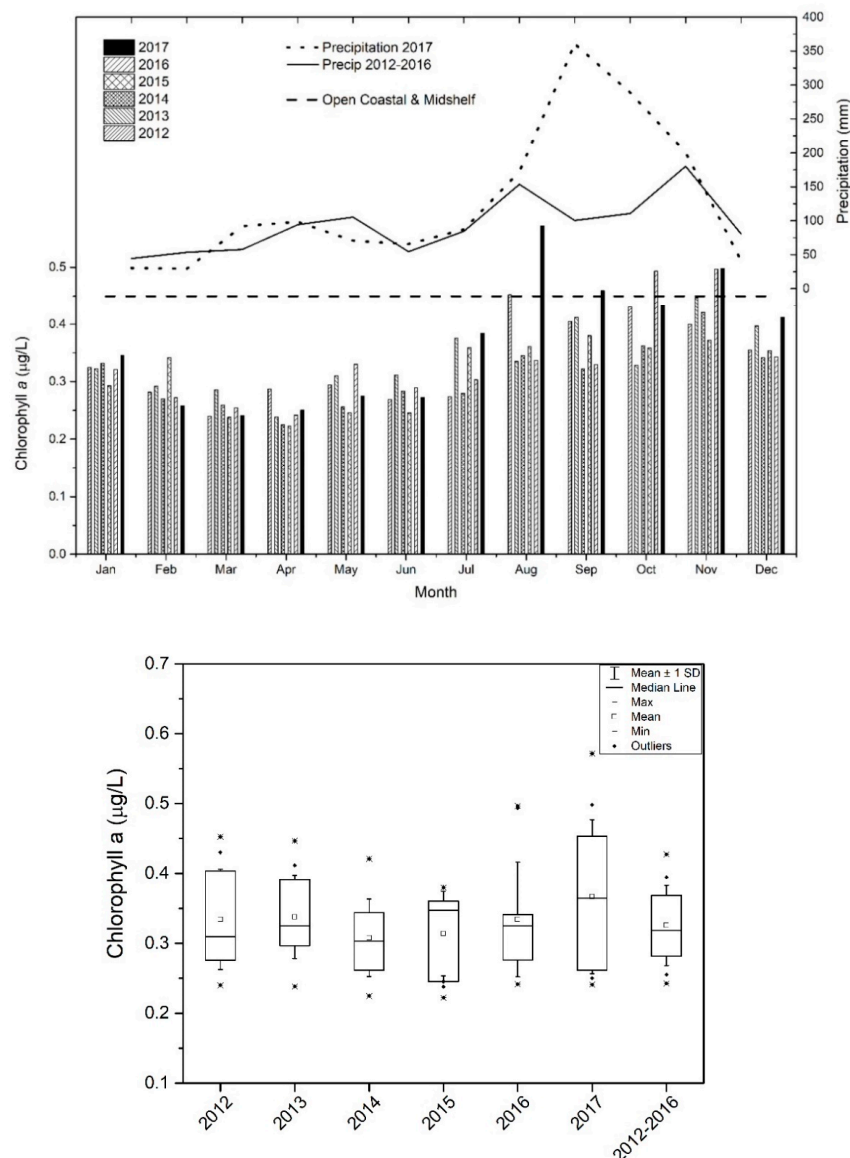 2017
2016
2015
2014
2013
2012
Precipitation 2017
Precip 2012-2016
Open Coastal & Midshelf
400
350
300
250
200
150
100
50
0
Precipitation (mm)
0.5
0.4
0.3
0.2
0.1
0.0
Chlorophyll a (µg/L)
Jan Feb Mar Apr May Jun Jul Aug Sep Oct Nov Dec
Month
0.7
0.6
0.5
0.4
0.3
0.2
0.1
Chlorophyll a (µg/L)
Mean ± 1 SD
Median Line
Max
Mean
Min
Outliers
2012 2013 2014 2015 2016 2017 2012-2016